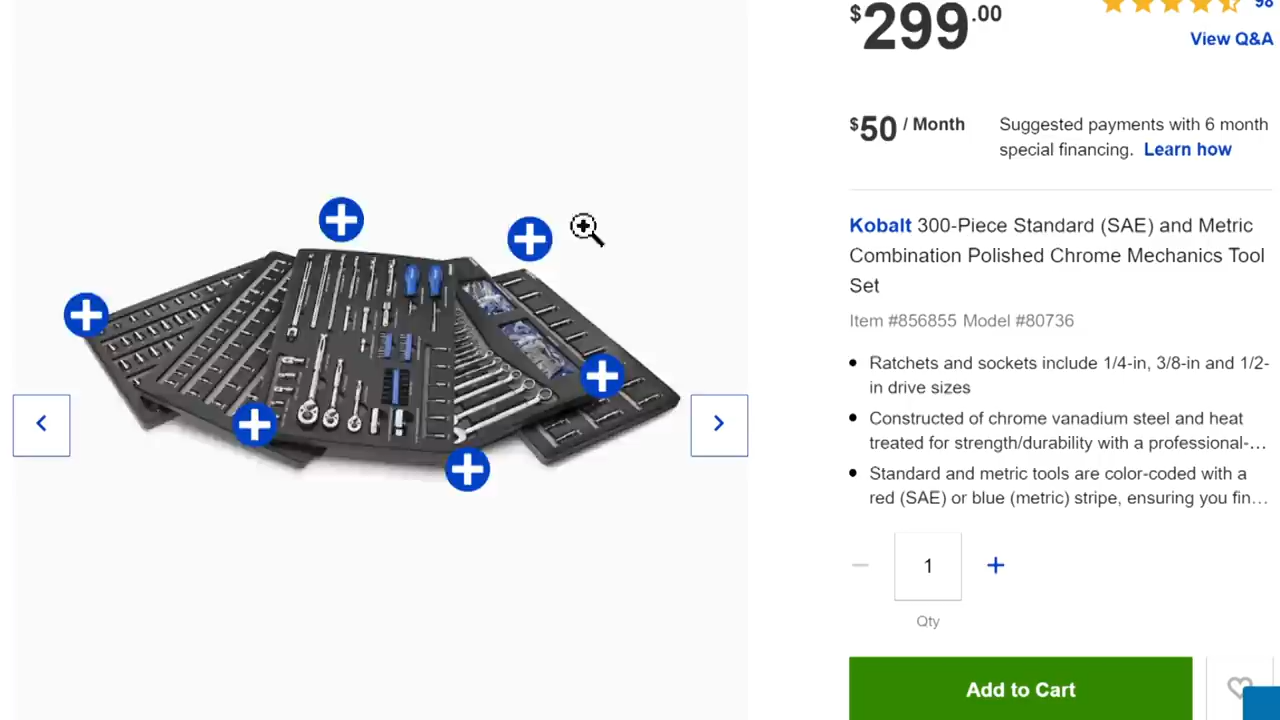 $299.00
98
View Q&A
$50 / Month
Suggested payments with 6 month
special financing. Learn how
Kobalt 300-Piece Standard (SAE) and Metric
Combination Polished Chrome Mechanics Tool
Set
Item #856855 Model #80736
Ratchets and sockets include 1/4-in, 3/8-in and 1/2-
in drive sizes
Constructed of chrome vanadium steel and heat
treated for strength/durability with a professional-...
Standard and metric tools are color-coded with a
red (SAE) or blue (metric) stripe, ensuring you fin...
1
Qty
Add to Cart